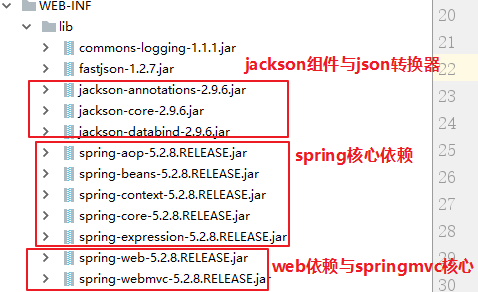 WEB-INF
lib
commons-logging-1.1.1.jar
fastjson-1.2.7.jar
jackson组件与json转换器
jackson-annotations-2.9.6.jar
jackson-core-2.9.6.jar
jackson-databind-2.9.6.jar
spring-aop-5.2.8.RELEASE.jar
spring核心依赖
spring-beans-5.2.8.RELEASE.jar
spring-context-5.2.8.RELEASE.jar
spring-core-5.2.8.RELEASE.jar
spring-expression-5.2.8.RELEASE.jar
spring-web-5.2.8.RELEASE.jar
web依赖与springmvc核心
spring-webmvc-5.2.8.RELEASE.jar
20
21
22
23
24
25
26
27
28
29
30